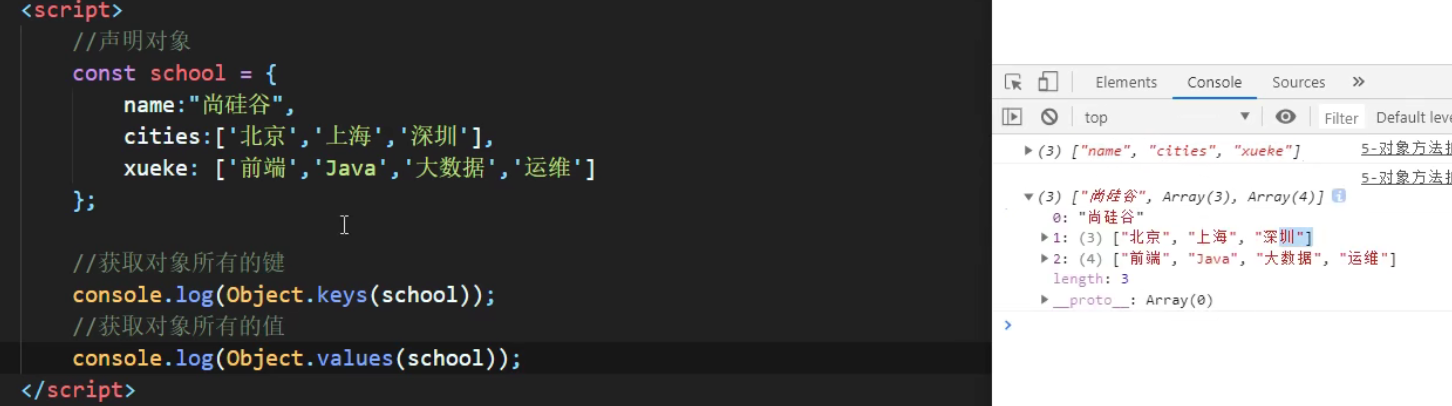 <script>
//声明对象
const school = {
name:"尚硅谷",
cities:['北京','上海','深圳'],
xueke: ['前端','Java','大数据','运维']
};
//获取对象所有的键
console.log(Object.keys(school));
//获取对象所有的值
console.log(Object.values(school));
</script>
Elements Console Sources »
top Filter Default leve
(3) ["name", "cities", "xueke"] 5-对象方法扩
5-对象方法扩
(3) ["尚硅谷", Array(3), Array(4)] i
0: "尚硅谷"
1: (3) ["北京", "上海", "深圳"]
2: (4) ["前端", "Java", "大数据", "运维"]
length: 3
__proto__: Array(0)